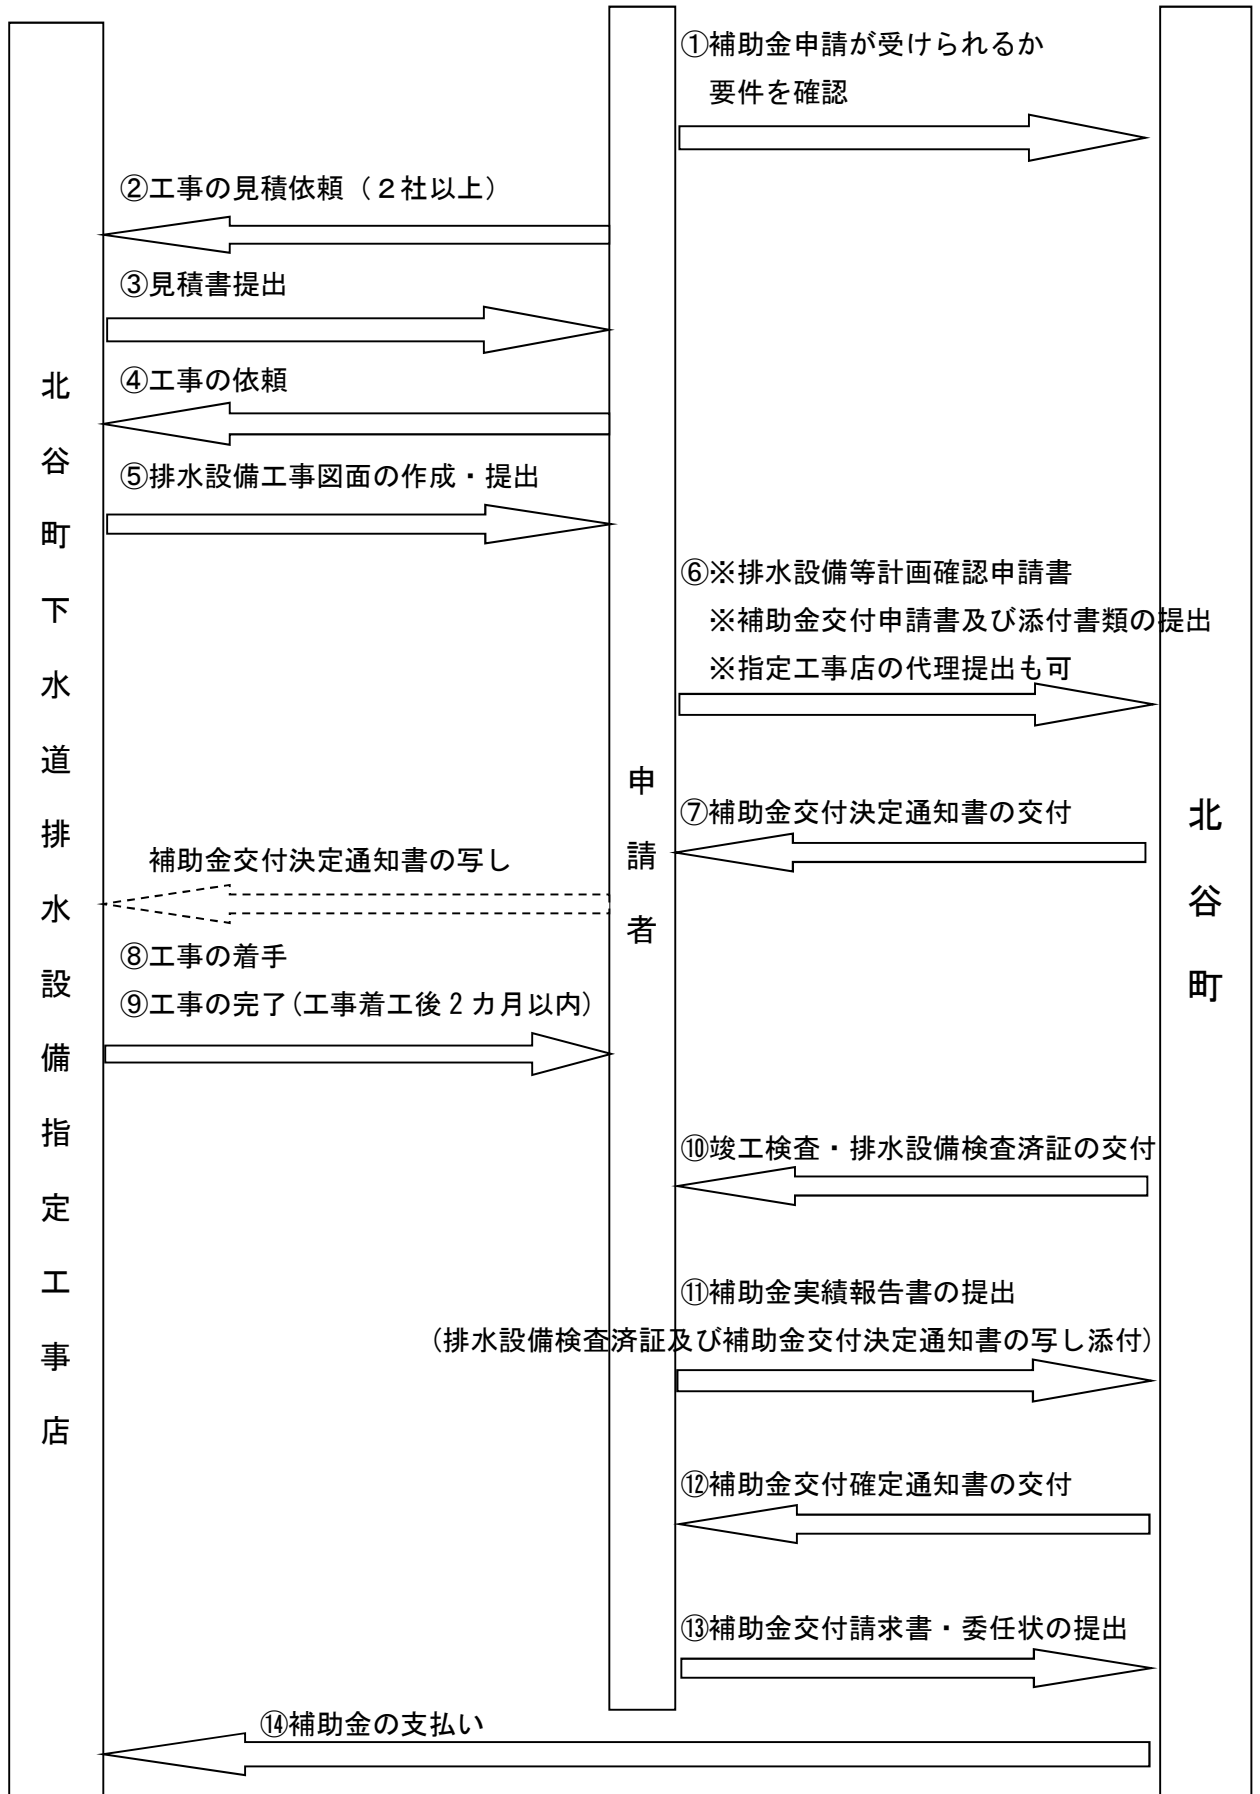 ①補助金申請が受けられるか
要件を確認
②工事の見積依頼（２社以上）
③見積書提出
④工事の依頼
⑤排水設備工事図面の作成・提出
⑥※排水設備等計画確認申請書
※補助金交付申請書及び添付書類の提出
※指定工事店の代理提出も可
⑦補助金交付決定通知書の交付
補助金交付決定通知書の写し
⑧工事の着手
⑨工事の完了(工事着工後２カ月以内)
⑩竣工検査・排水設備検査済証の交付
⑪補助金実績報告書の提出
(排水設備検査済証及び補助金交付決定通知書の写し添付)
⑫補助金交付確定通知書の交付
⑬補助金交付請求書・委任状の提出
⑭補助金の支払い
北谷町下水道排水設備指定工事店
申請者
北谷町